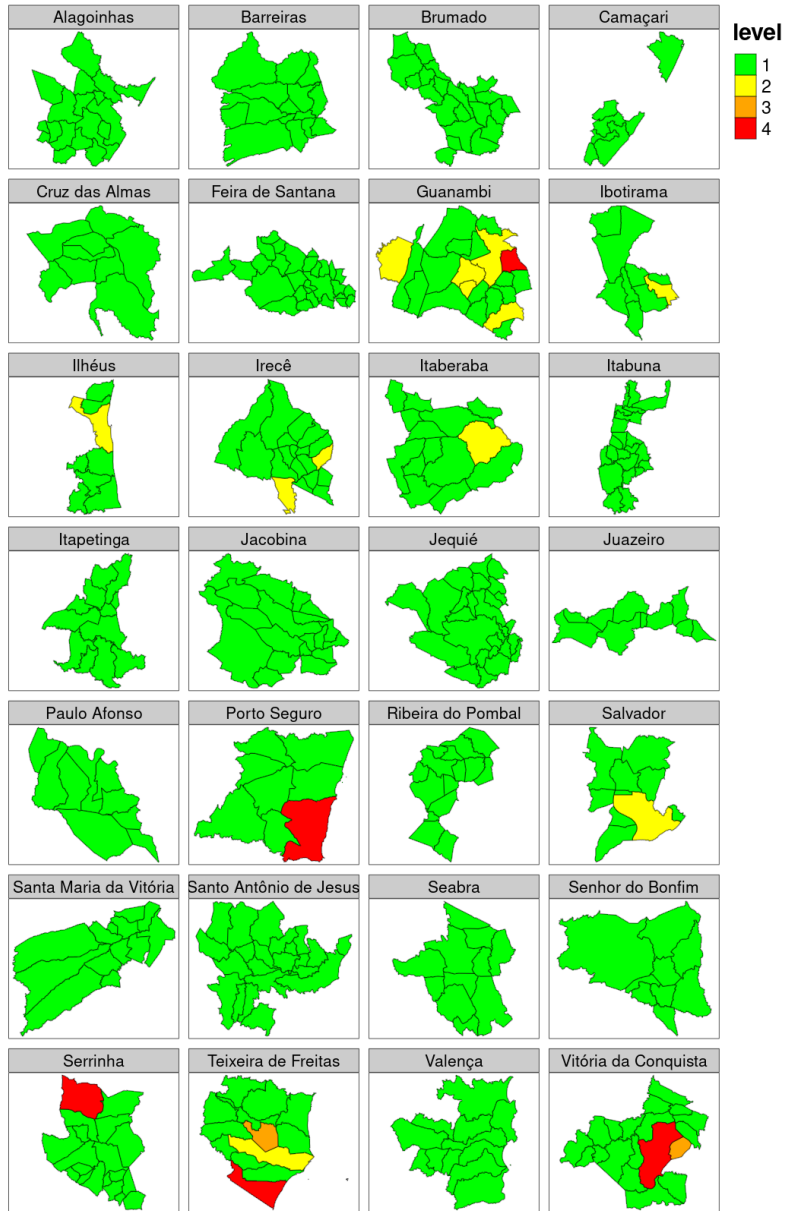 Alagoinhas
Barreiras
Brumado
Camaçari
level
1
2
3
4
Cruz das Almas
Feira de Santana
Guanambi
Ibotirama
Ilhéus
Irecê
Itaberaba
Itabuna
Itapetinga
Jacobina
Jequié
Juazeiro
Paulo Afonso
Porto Seguro
Ribeira do Pombal
Salvador
Santa Maria da Vitória
Santo Antônio de Jesus
Seabra
Senhor do Bonfim
Serrinha
Teixeira de Freitas
Valença
Vitória da Conquista